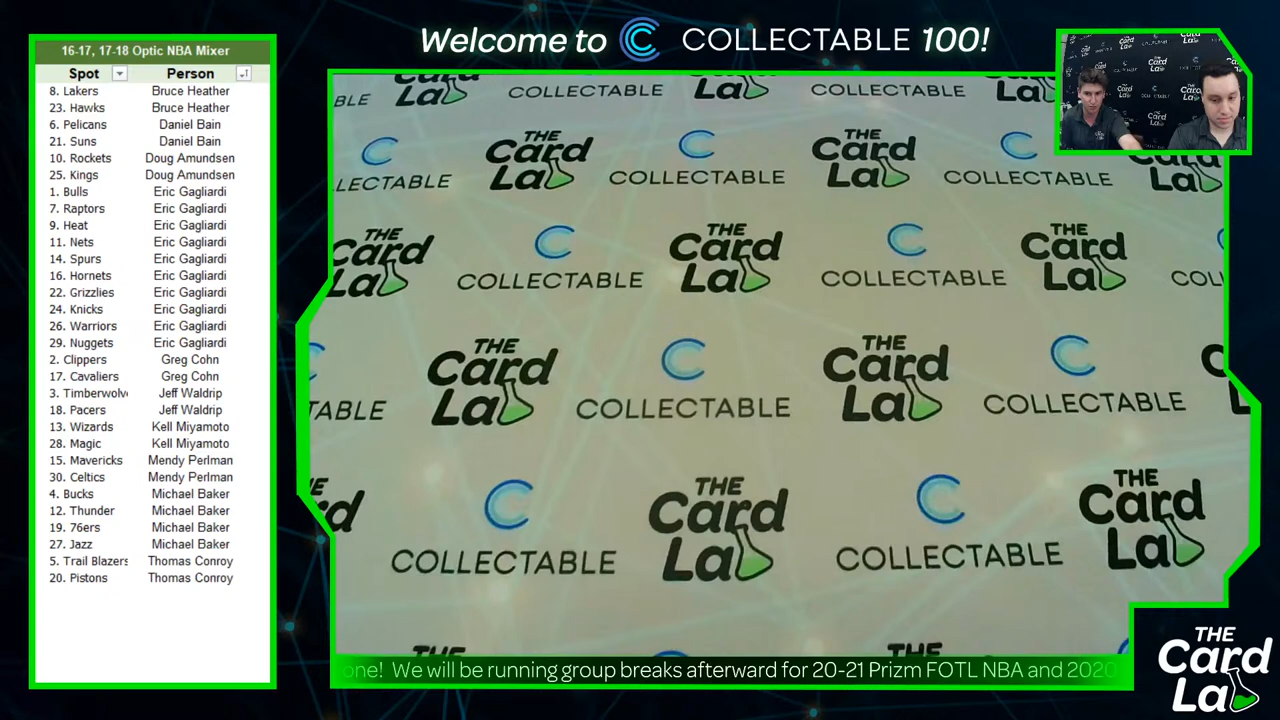 Welcome to COLLECTABLE 100!
16-17, 17-18 Optic NBA Mixer
Spot Person
8. Lakers Bruce Heather
23. Hawks Bruce Heather
6. Pelicans Daniel Bain
21. Suns Daniel Bain
10. Rockets Doug Amundsen
25. Kings Doug Amundsen
1. Bulls Eric Gagliardi
7. Raptors Eric Gagliardi
9. Heat Eric Gagliardi
11. Nets Eric Gagliardi
14. Spurs Eric Gagliardi
16. Hornets Eric Gagliardi
22. Grizzlies Eric Gagliardi
24. Knicks Eric Gagliardi
26. Warriors Eric Gagliardi
29. Nuggets Eric Gagliardi
2. Clippers Greg Cohn
17. Cavaliers Greg Cohn
3. Timberwolv Jeff Waldrip
18. Pacers Jeff Waldrip
13. Wizards Kell Miyamoto
28. Magic Kell Miyamoto
15. Mavericks Mendy Perlman
30. Celtics Mendy Perlman
4. Bucks Michael Baker
12. Thunder Michael Baker
19. 76ers Michael Baker
27. Jazz Michael Baker
5. Trail Blazers Thomas Conroy
20. Pistons Thomas Conroy
BLE Card Lab COLLECTABLE Lab COLLECTABLE Lab
LLECTABLE THE Card Lab COLLECTABLE THE Card Lab COLLECTABLE Card Lab
THE Card Lab COLLECTABLE THE Card Lab COLLECTABLE THE Card Lab COL
TABLE THE Card Lab COLLECTABLE THE Card Lab COLLECTABLE
COLLECTABLE THE Card Lab COLLECTABLE THE Card Lab
THE THE
one! We will be running group breaks afterward for 20-21 Prizm FOTL NBA and 2020
THE
Card
Lab